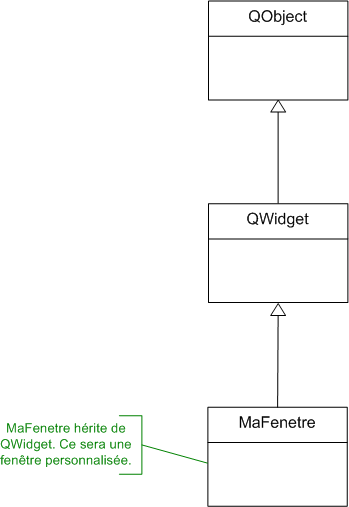 QObject
QWidget
MaFenetre
MaFenetre hérite de
QWidget. Ce sera une
fenêtre personnalisée.